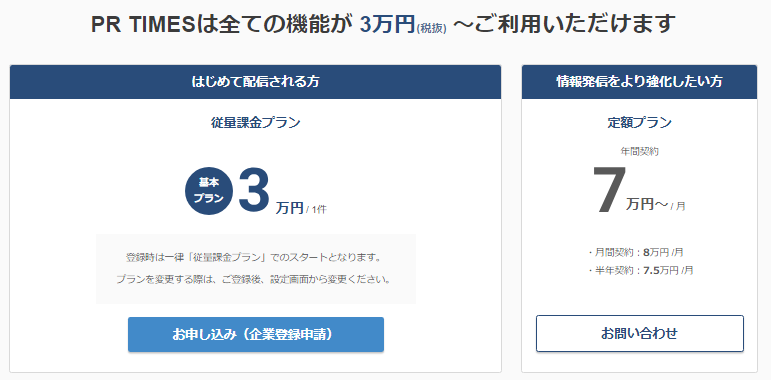 PR TIMESは全ての機能が 3万円(税抜) ～ご利用いただけます
はじめて配信される方
従量課金プラン
基本
プラン
3万円 / 1件
登録時は一律「従量課金プラン」でのスタートとなります。
プランを変更する際は、ご登録後、設定画面から変更ください。
お申し込み（企業登録申請）
情報発信をより強化したい方
定額プラン
年間契約
7万円～ / 月
・月間契約：8万円 /月
・半年契約：7.5万円 /月
お問い合わせ